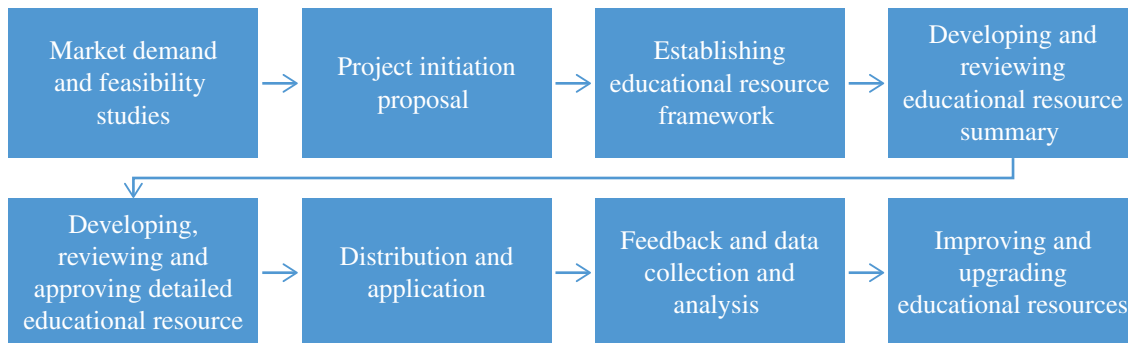 Market demand
and feasibility
studies
Project initiation
proposal
Establishing
educational resource
framework
Developing and
reviewing
educational resource
summary
Developing,
reviewing and
approving detailed
educational resource
Distribution and
application
Feedback and data
collection and
analysis
Improving and
upgrading
educational resources